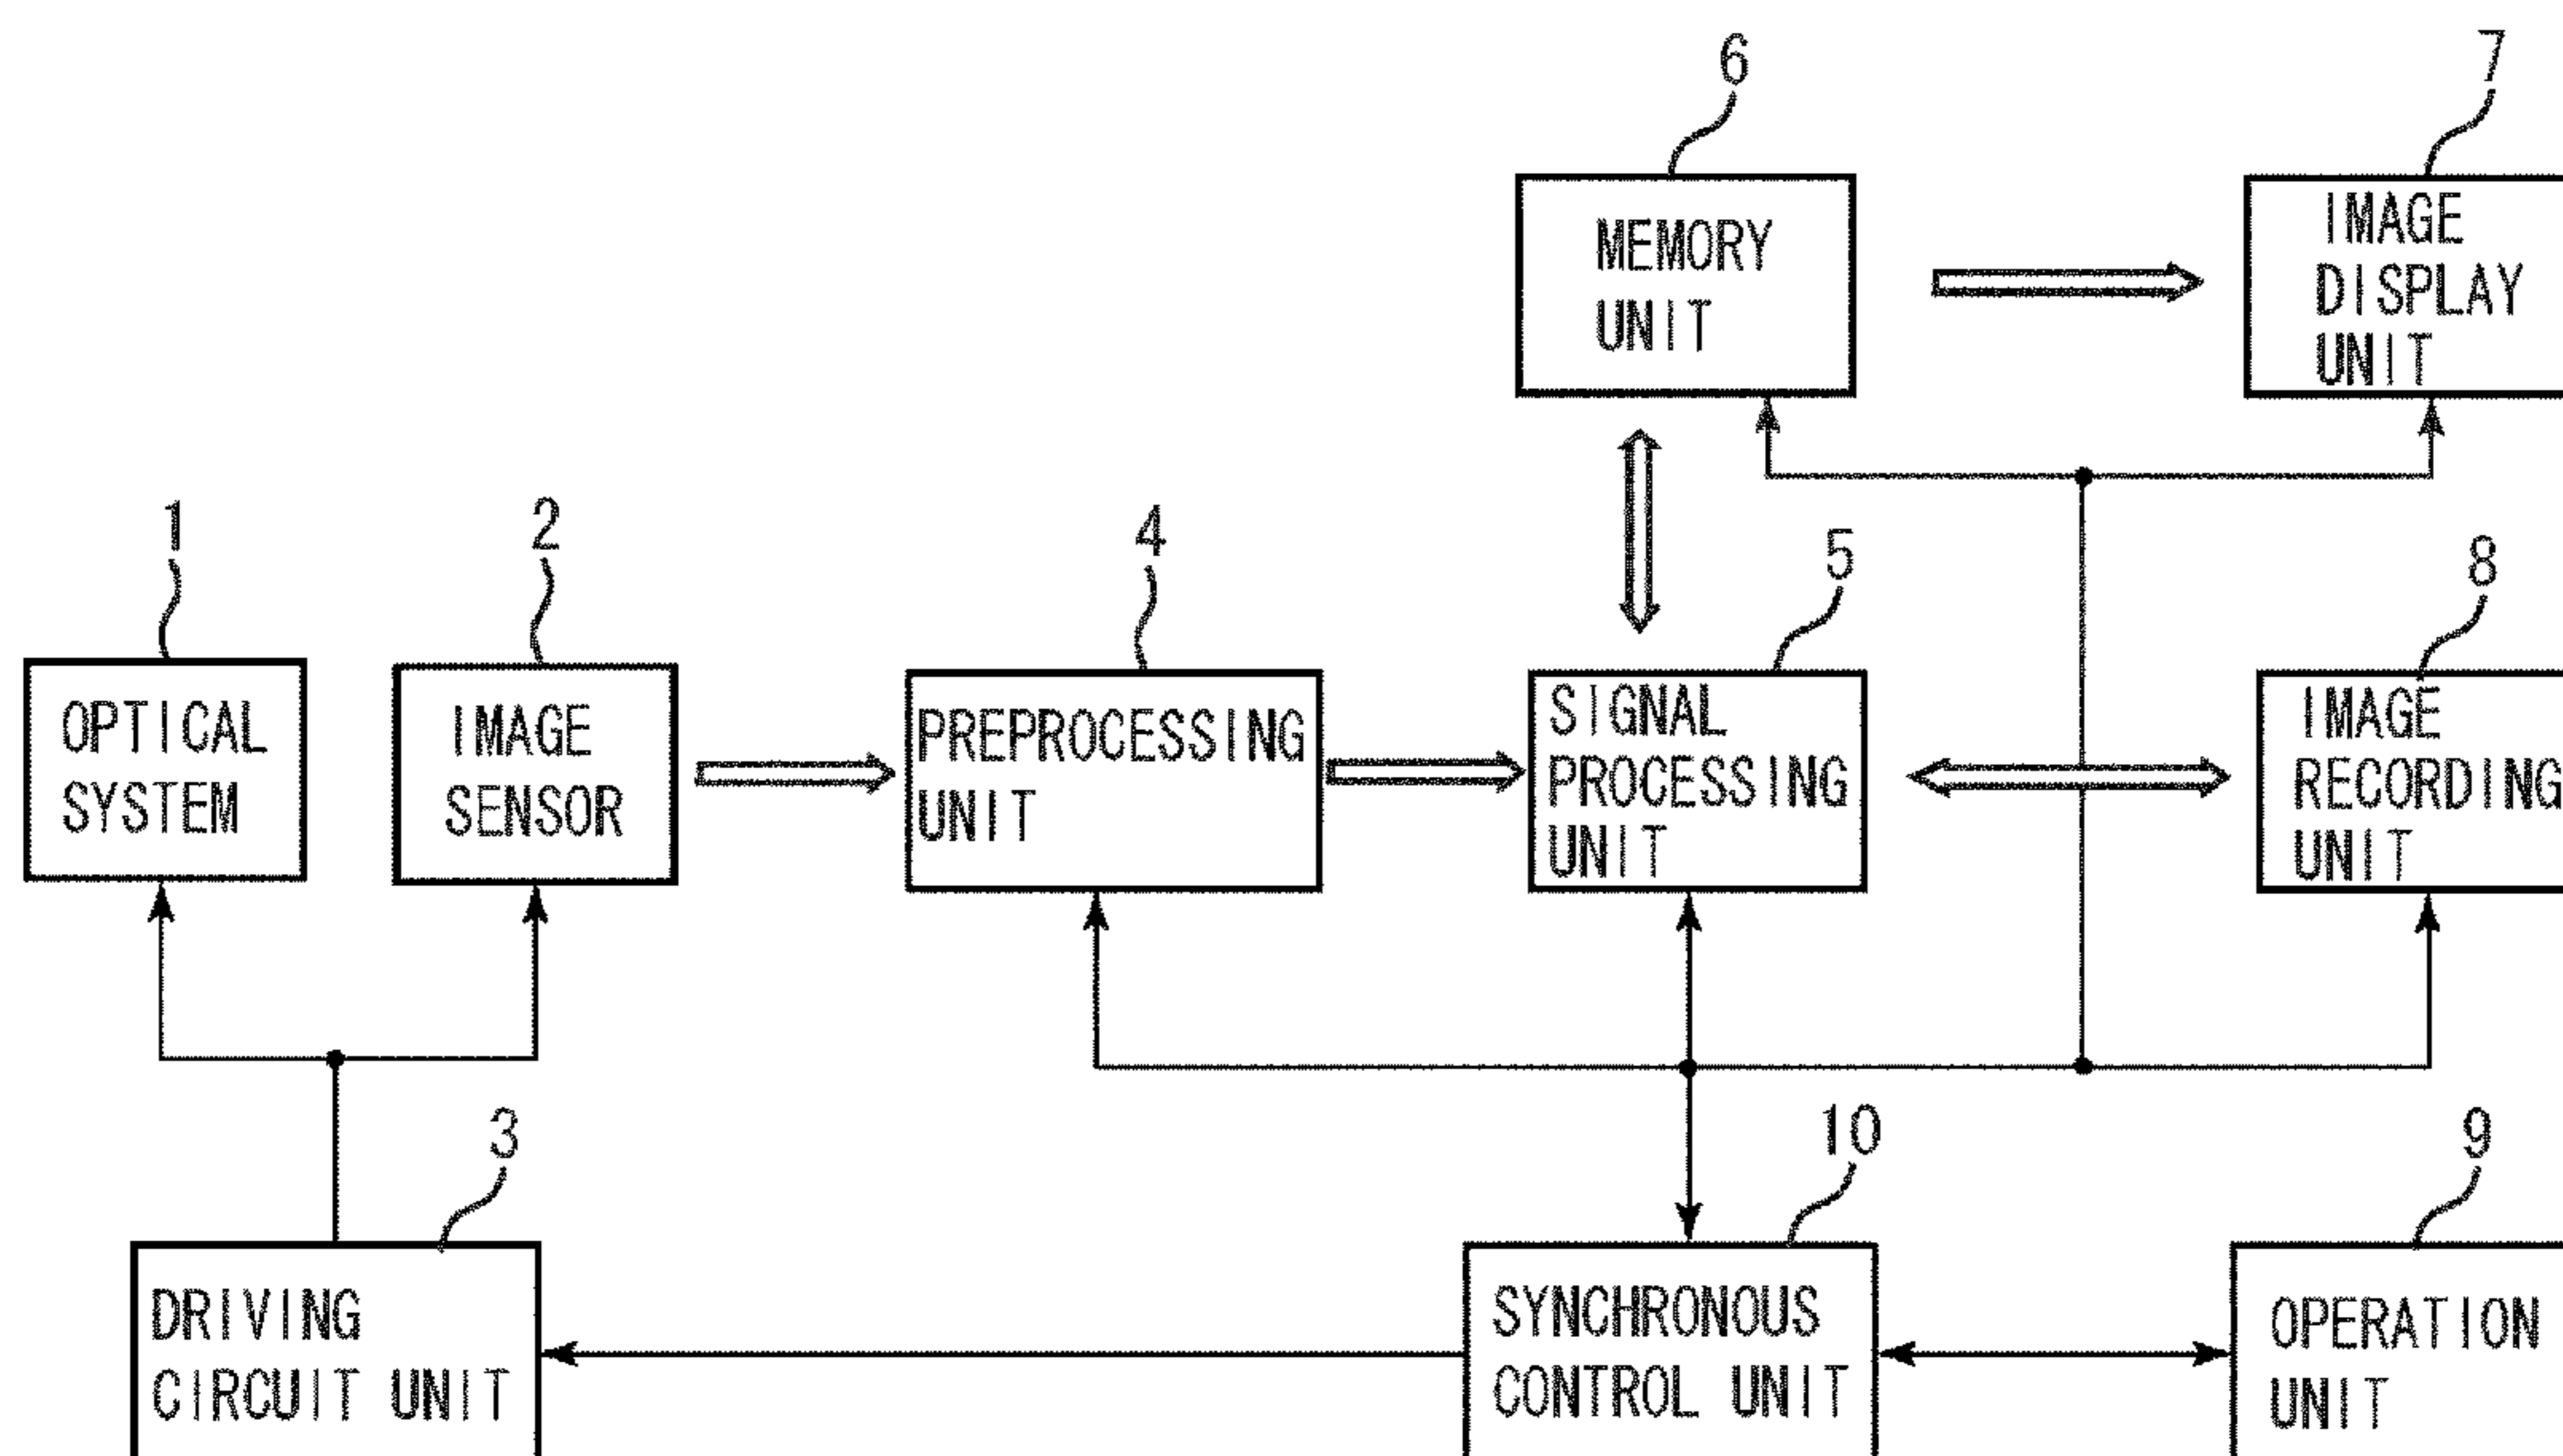 6
7
MEMORY
UNIT
IMAGE
DISPLAY
UNIT
1
2
4
5
8
OPTICAL
SYSTEM
IMAGE
SENSOR
PREPROCESSING
UNIT
SIGNAL
PROCESSING
UNIT
IMAGE
RECORDING
UNIT
3
10
9
DRIVING
CIRCUIT UNIT
SYNCHRONOUS
CONTROL UNIT
OPERATION
UNIT